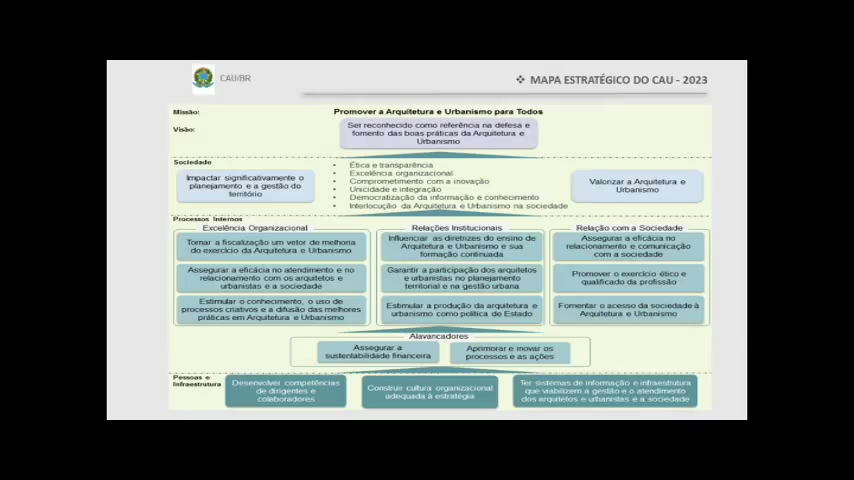 CAU/BR
❖ MAPA ESTRATÉGICO DO CAU - 2023
Missão:
Promover a Arquitetura e Urbanismo para Todos
Visão:
Ser reconhecido como referência na defesa e
fomento das boas práticas da Arquitetura e
Urbanismo
Sociedade
Impactar significativamente o
planejamento e a gestão do
território
• Ética e transparência
• Excelência organizacional
• Comprometimento com a inovação
• Unicidade e integração
• Democratização da informação e conhecimento
• Interlocução da Arquitetura e Urbanismo na sociedade
Valorizar a Arquitetura e
Urbanismo
Processos Internos
Excelência Organizacional
Tornar a fiscalização um vetor de melhoria
do exercício da Arquitetura e Urbanismo
Assegurar a eficácia no atendimento e no
relacionamento com os arquitetos e
urbanistas e a sociedade
Estimular o conhecimento, o uso de
processos criativos e a difusão das melhores
práticas em Arquitetura e Urbanismo
Relações Institucionais
Influenciar as diretrizes do ensino de
Arquitetura e Urbanismo e sua
formação continuada
Garantir a participação dos arquitetos
e urbanistas no planejamento
territorial e na gestão urbana
Estimular a produção da arquitetura e
urbanismo como política de Estado
Relação com a Sociedade
Assegurar a eficácia no
relacionamento e comunicação
com a sociedade
Promover o exercício ético e
qualificado da profissão
Fomentar o acesso da sociedade à
Arquitetura e Urbanismo
Alavancadores
Assegurar a
sustentabilidade financeira
Aprimorar e inovar os
processos e as ações
Pessoas e
Infraestrutura
Desenvolver competências
de dirigentes e
colaboradores
Construir cultura organizacional
adequada à estratégia
Ter sistemas de informação e infraestrutura
que viabilizem a gestão e o atendimento
dos arquitetos e urbanistas e a sociedade